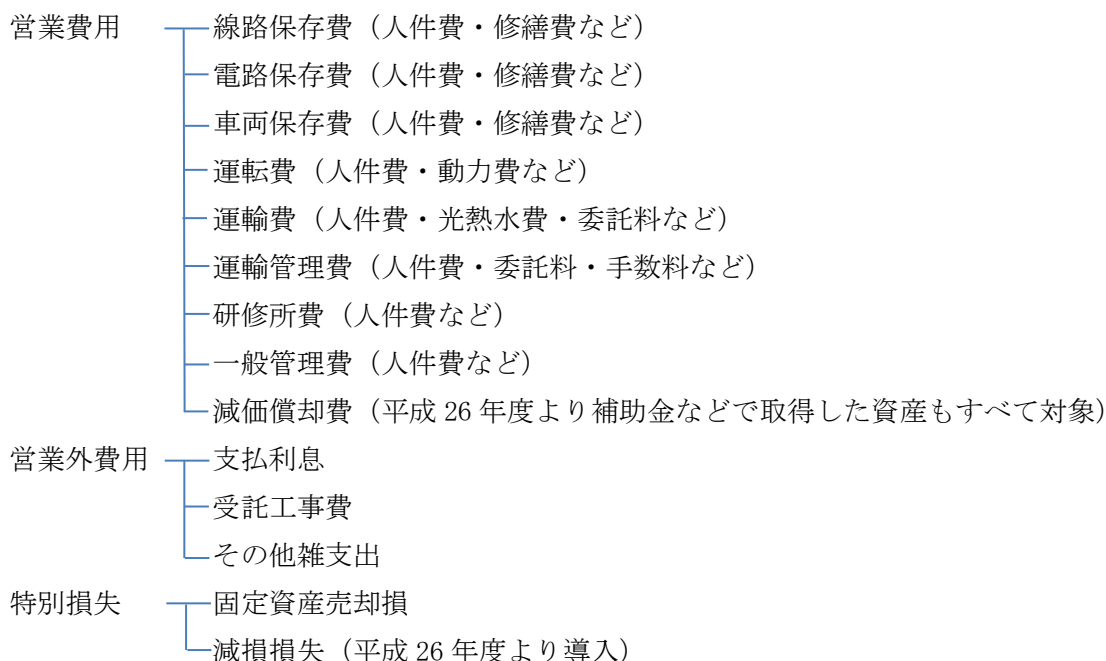 営業費用 線路保存費（人件費・修繕費など）
電路保存費（人件費・修繕費など）
車両保存費（人件費・修繕費など）
運転費（人件費・動力費など）
運輸費（人件費・光熱水費・委託料など）
運輸管理費（人件費・委託料・手数料など）
研修所費（人件費など）
一般管理費（人件費など）
減価償却費（平成 26 年度より補助金などで取得した資産もすべて対象）
営業外費用 支払利息
受託工事費
その他雑支出
特別損失 固定資産売却損
減損損失（平成 26 年度より導入）